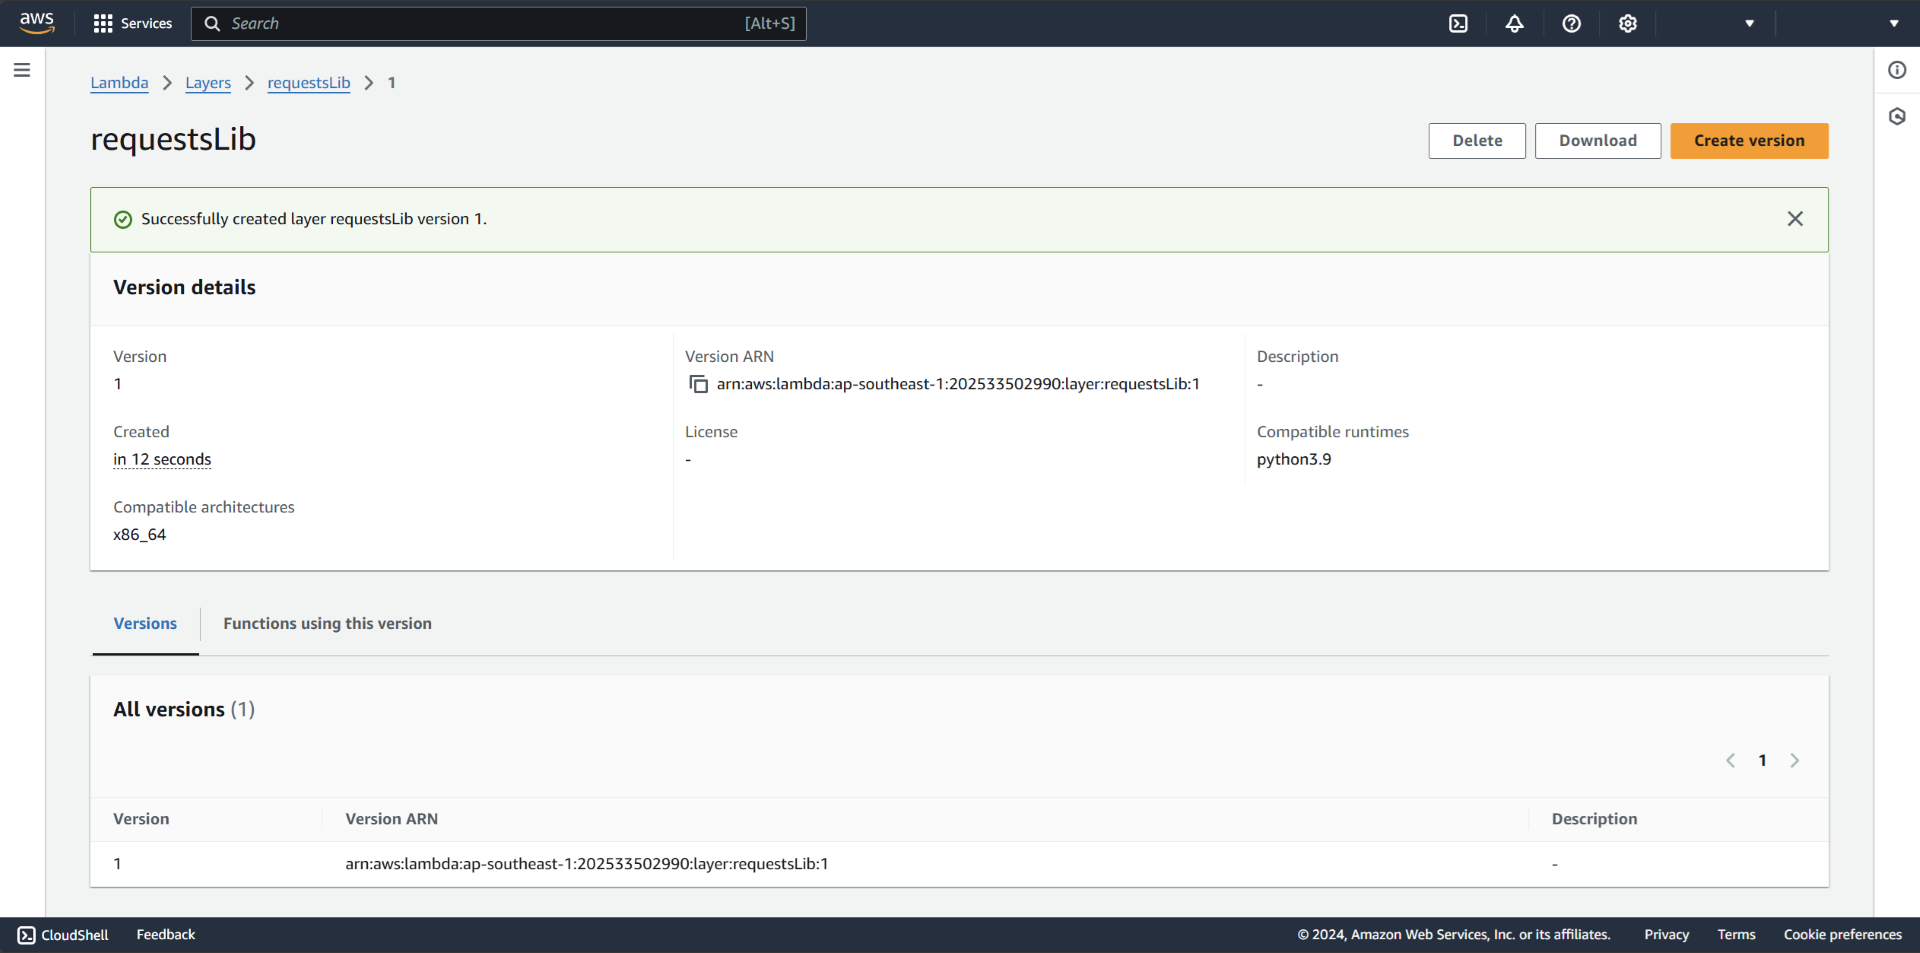 aws Services Search [Alt+S]
Lambda Layers requestsLib 1
requestsLib
Delete Download Create version
Successfully created layer requestsLib version 1.
Version details
Version Version ARN Description
1 arn:aws:lambda:ap-southeast-1:202533502990:layer:requestsLib:1 -
Created License Compatible runtimes
in 12 seconds - python3.9
Compatible architectures
x86_64
Versions Functions using this version
All versions (1)
1
Version Version ARN Description
1 arn:aws:lambda:ap-southeast-1:202533502990:layer:requestsLib:1 -
CloudShell Feedback © 2024, Amazon Web Services, Inc. or its affiliates. Privacy Terms Cookie preferences